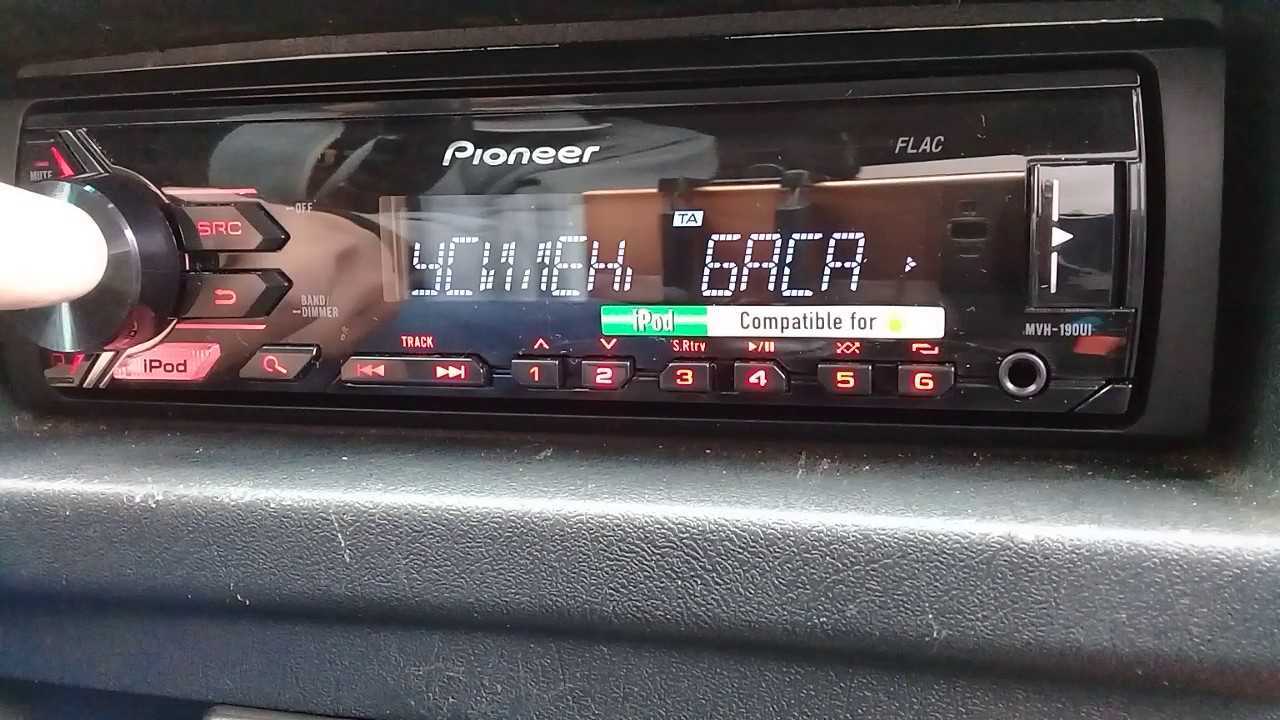 MUTE
Pioneer
FLAC
SRC
OFF
TA
УСИЛЕН. БАСА
BAND/
DIMMER
iPod
Compatible for
MVH-190UI
TRACK
S.Rtrv
iPod
1
2
3
4
5
6